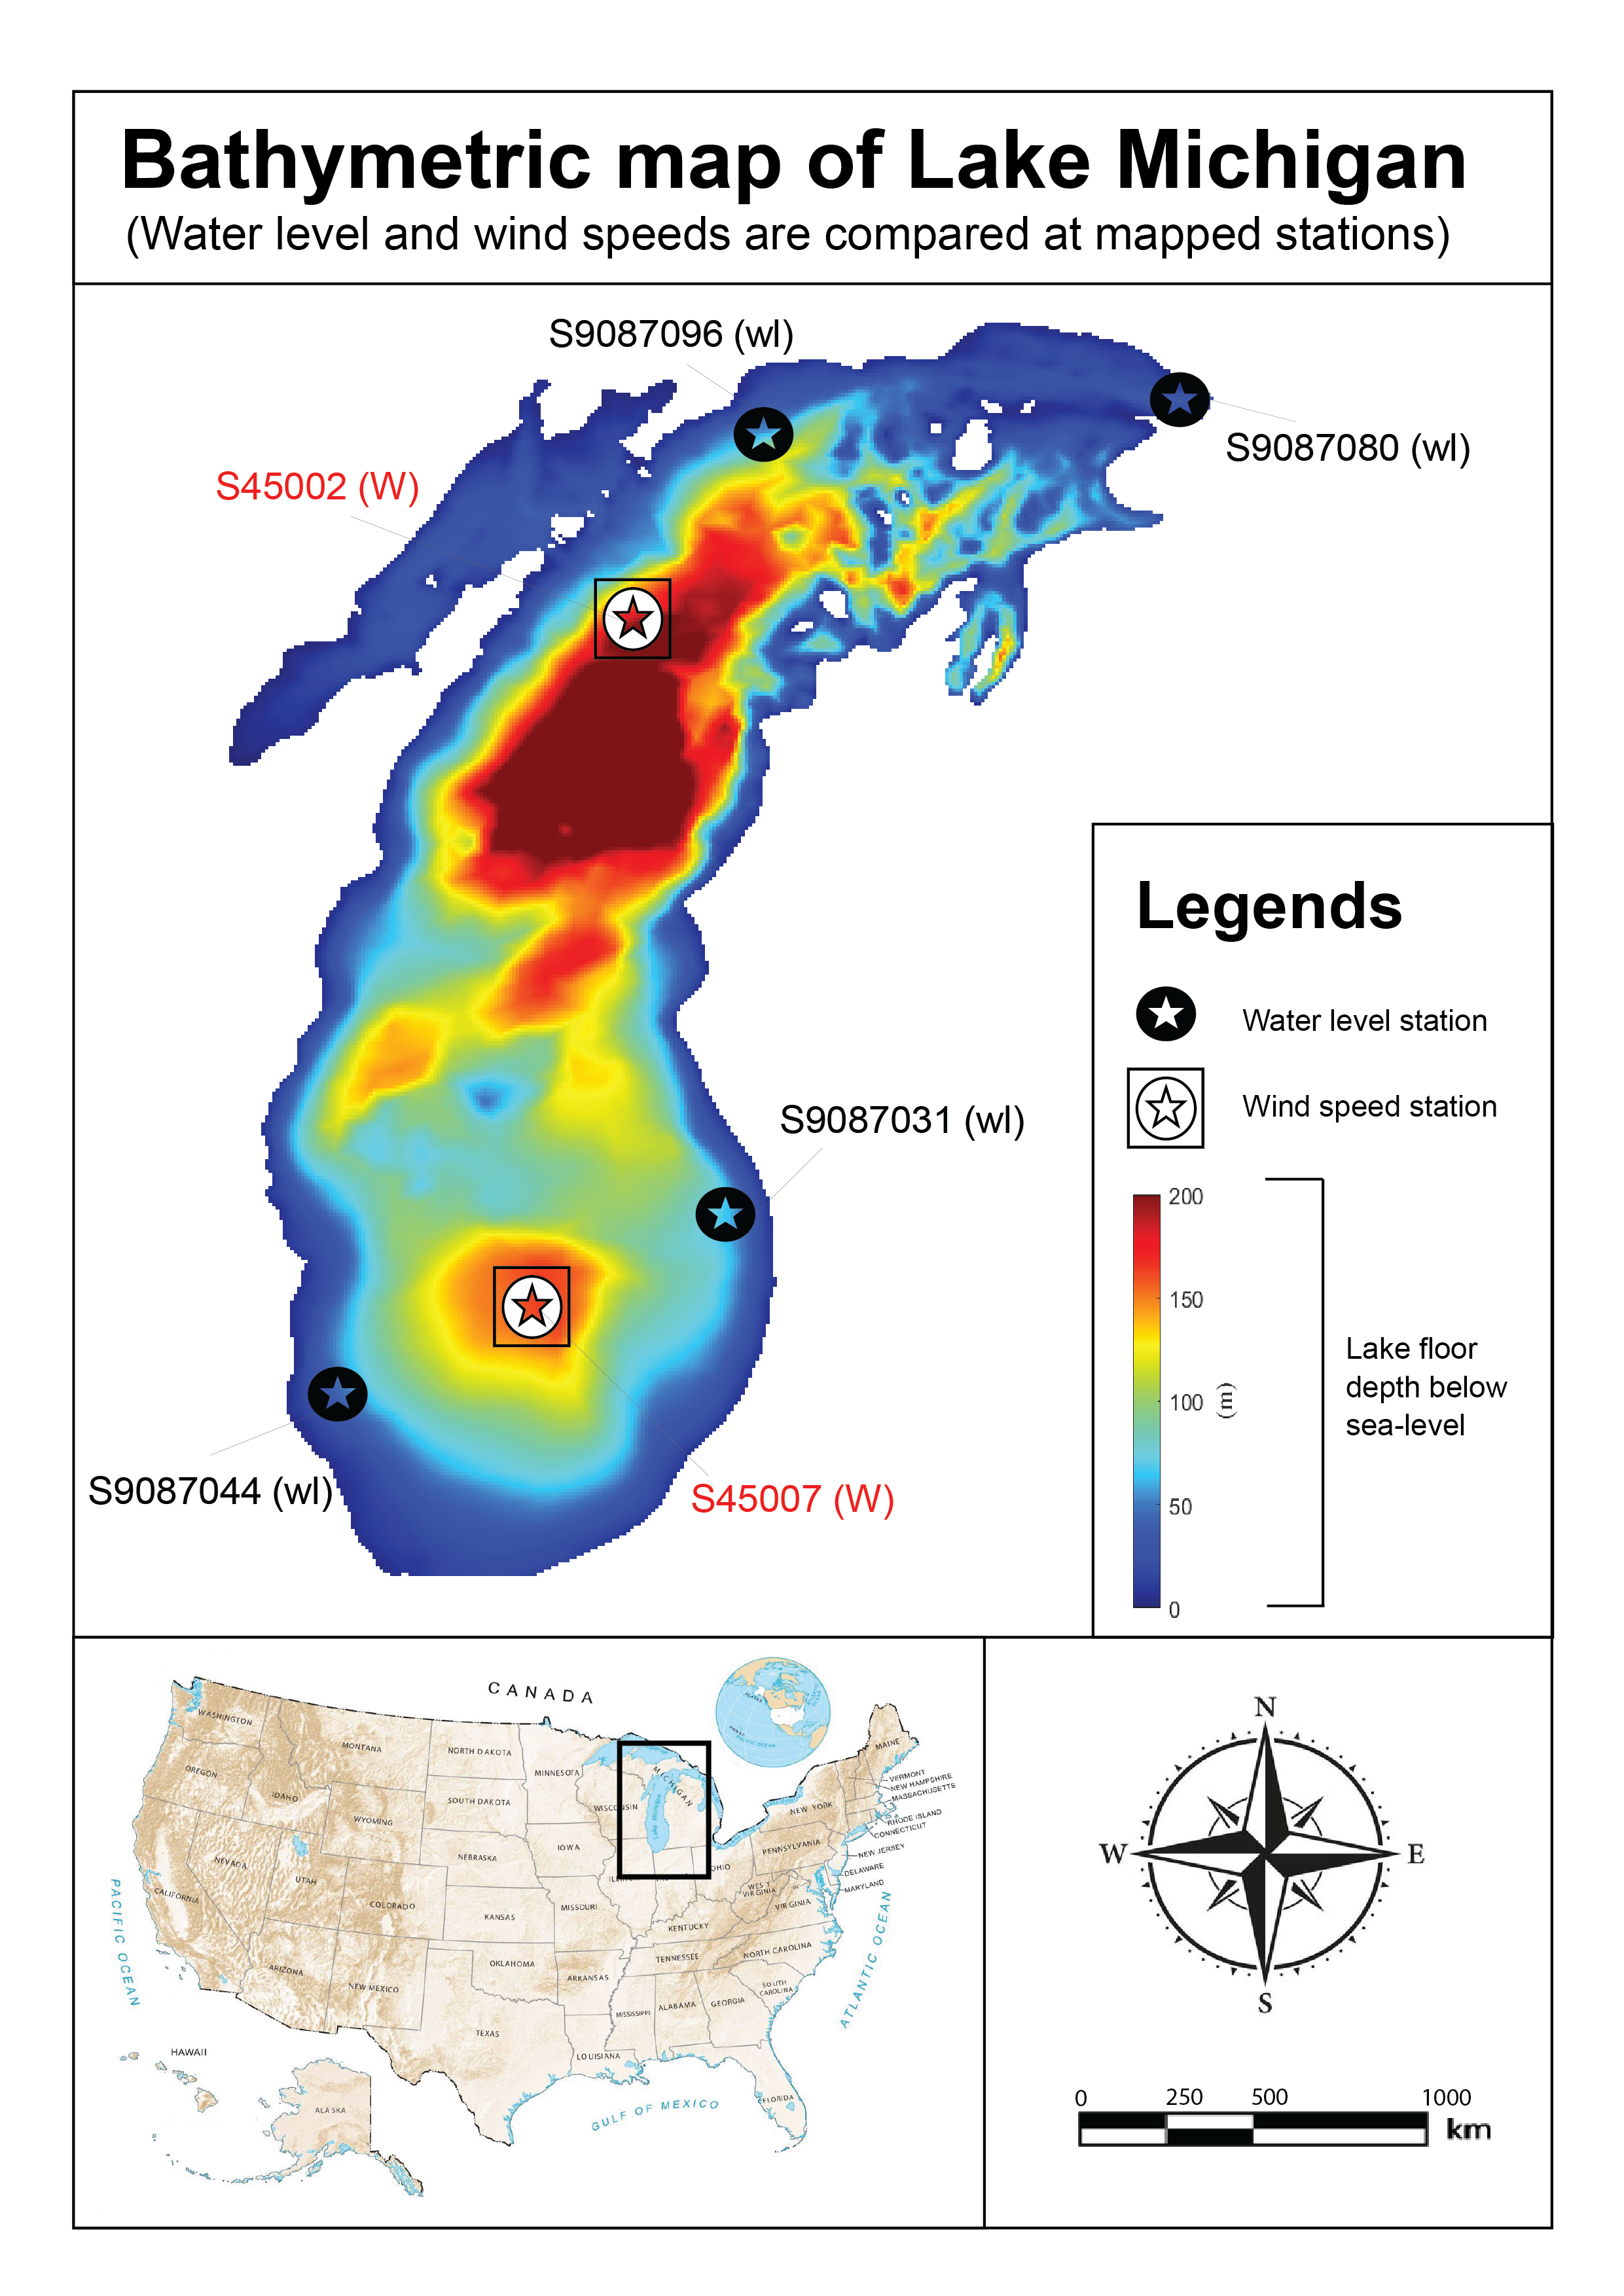 Bathymetric map of Lake Michigan
(Water level and wind speeds are compared at mapped stations)
S9087096 (wl)
S9087080 (wl)
S45002 (W)
S9087031 (wl)
S9087044 (wl)
S45007 (W)
Legends
Water level station
Wind speed station
200
150
100
50
0
(m)
Lake floor
depth below
sea-level
CANADA
WASHINGTON
OREGON
IDAHO
MONTANA
WYOMING
NORTH DAKOTA
SOUTH DAKOTA
NEBRASKA
MINNESOTA
WISCONSIN
MICHIGAN
Lake Michigan
IOWA
NEVADA
UTAH
CALIFORNIA
COLORADO
KANSAS
MISSOURI
ARIZONA
NEW MEXICO
OKLAHOMA
ARKANSAS
TEXAS
LOUISIANA
MISSISSIPPI
ALABAMA
GEORGIA
FLORIDA
SOUTH
CAROLINA
NORTH CAROLINA
TENNESSEE
KENTUCKY
VIRGINIA
WEST
VIRGINIA
OHIO
PENNSYLVANIA
NEW YORK
MAINE
VERMONT
NEW HAMPSHIRE
MASSACHUSETTS
RHODE ISLAND
CONNECTICUT
NEW JERSEY
DELAWARE
MARYLAND
PACIFIC OCEAN
ATLANTIC OCEAN
GULF OF MEXICO
HAWAII
ALASKA
N
W
E
S
0
250
500
1000
km